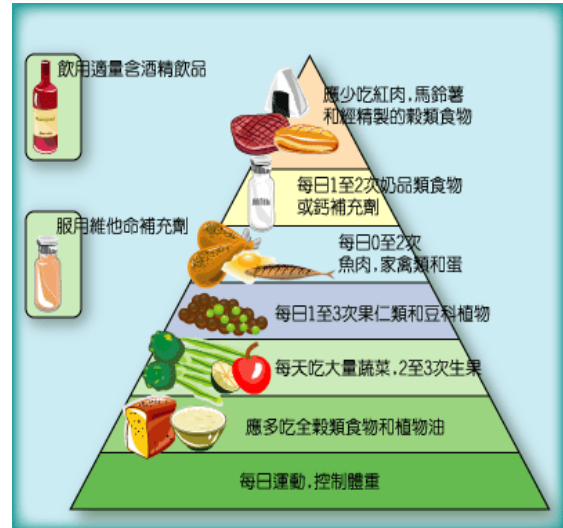 飲用適量含酒精飲品
應少吃紅肉,馬鈴薯
和經精製的穀類食物
每日1至2次奶品類食物
或鈣補充劑
服用維他命補充劑
每日0至2次
魚肉,家禽類和蛋
每日1至3次果仁類和豆科植物
每天吃大量蔬菜,2至3次生果
應多吃全穀類食物和植物油
每日運動,控制體重